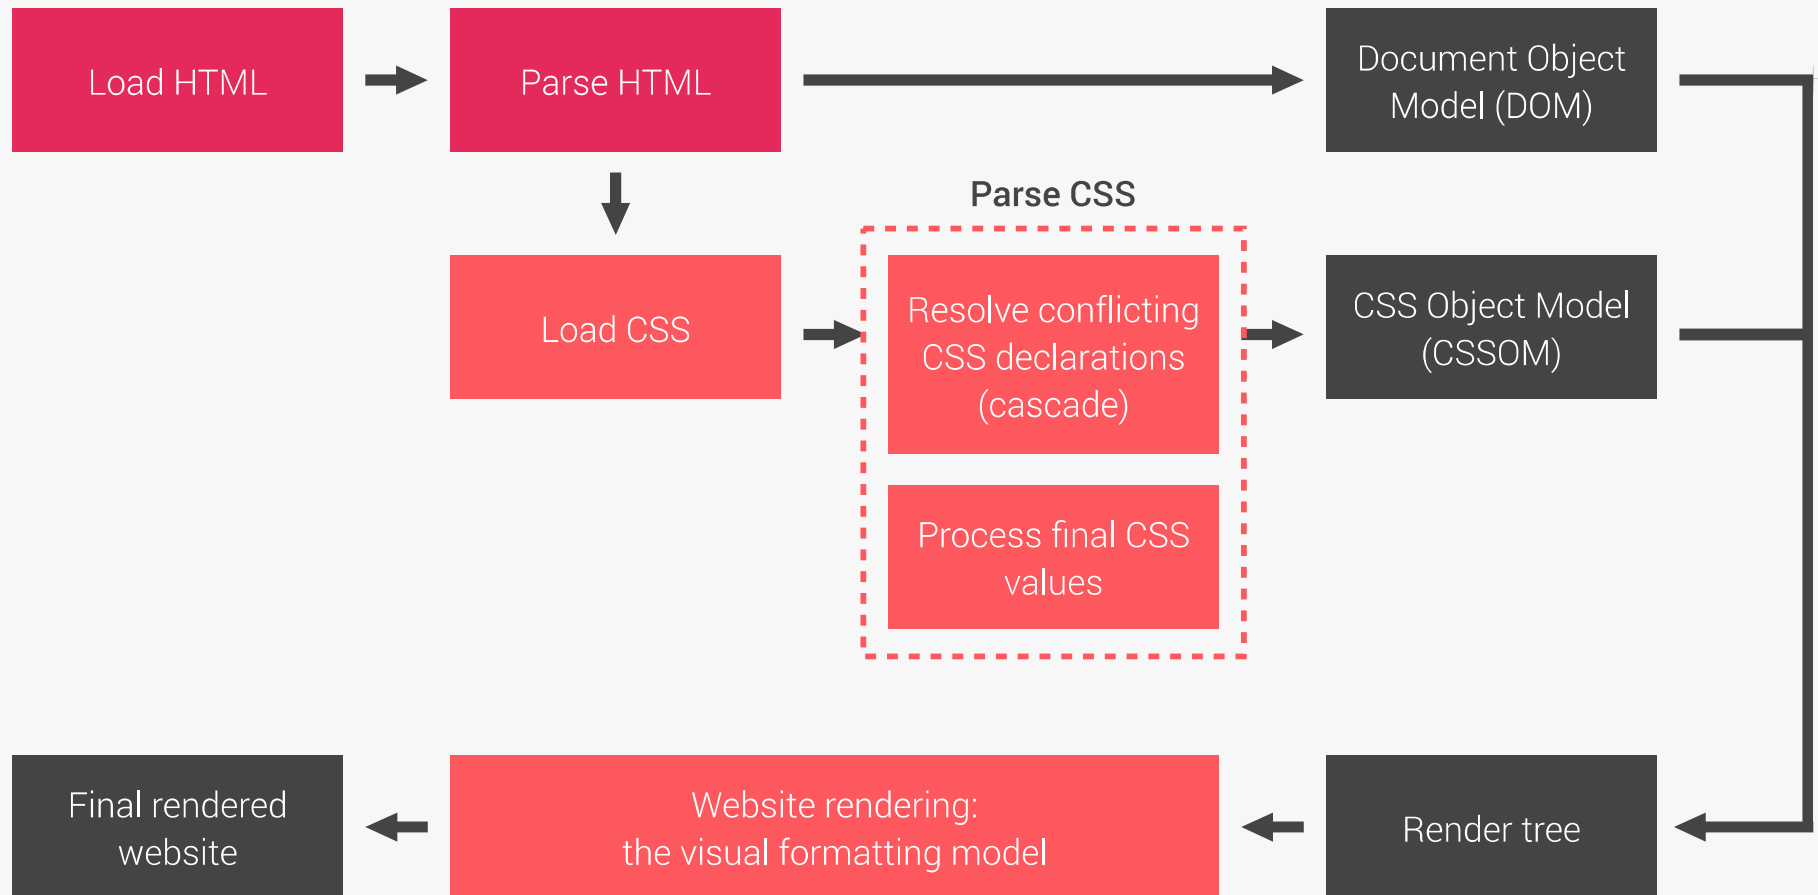 Load HTML
Parse HTML
Document Object
Model (DOM)
Parse CSS
Load CSS
Resolve conflicting
CSS declarations
(cascade)
Process final CSS
values
CSS Object Model
(CSSOM)
Final rendered
website
Website rendering:
the visual formatting model
Render tree